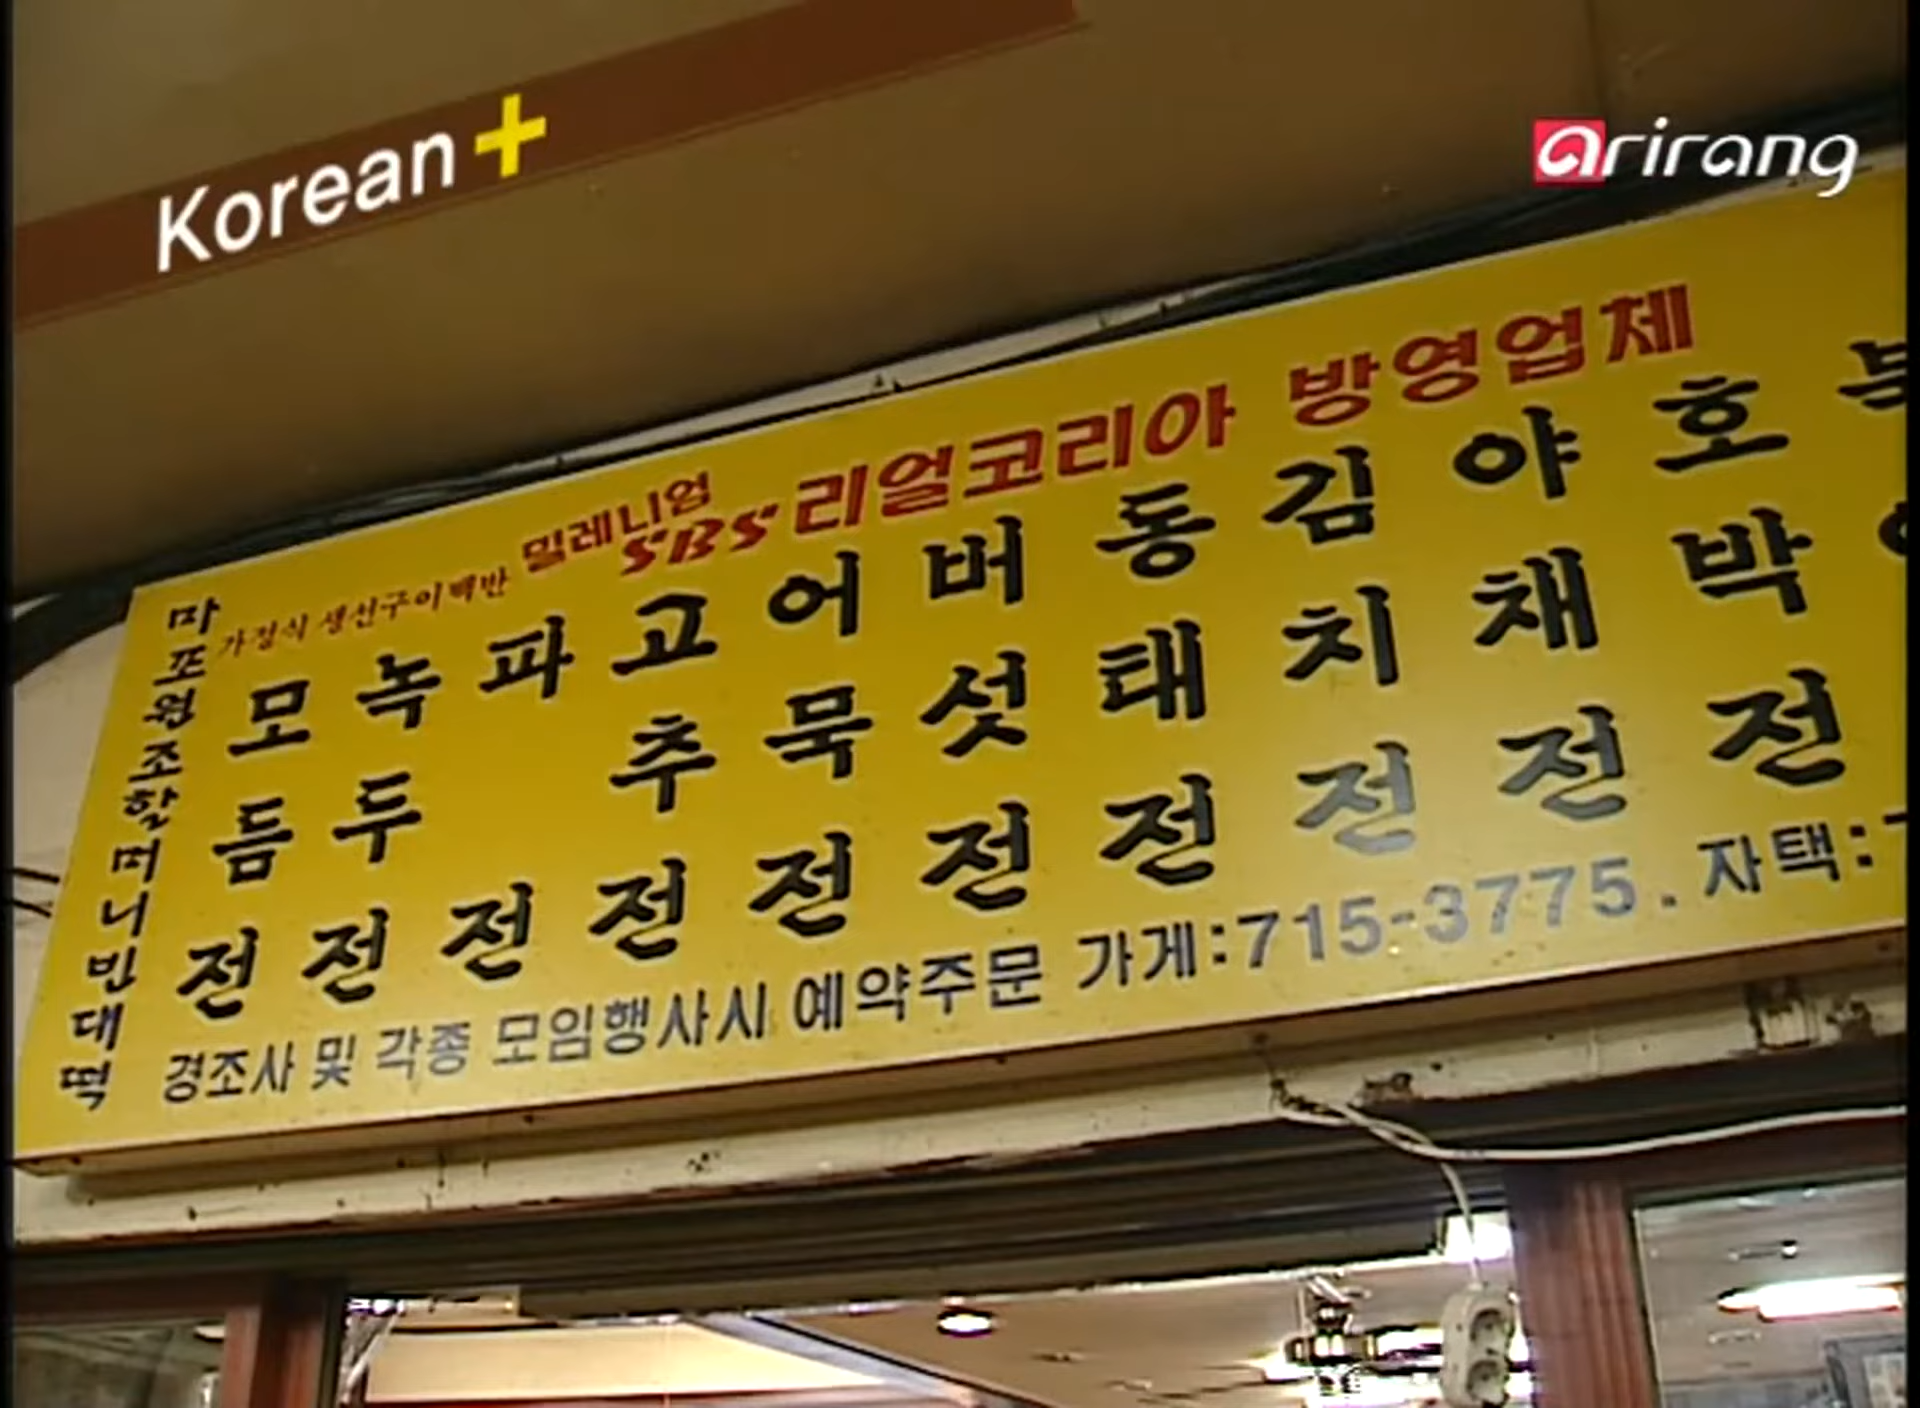 Korean+
arirang
밀레니엄 SBS 리얼코리아 방영업체
가정식 생선구이백반
마포원조할머니빈대떡
모듬전
녹두전
파전
고추전
어묵전
버섯전
동태전
김치전
야채전
호박전
경조사 및 각종 모임행사시 예약주문 가게:715-3775. 자택: